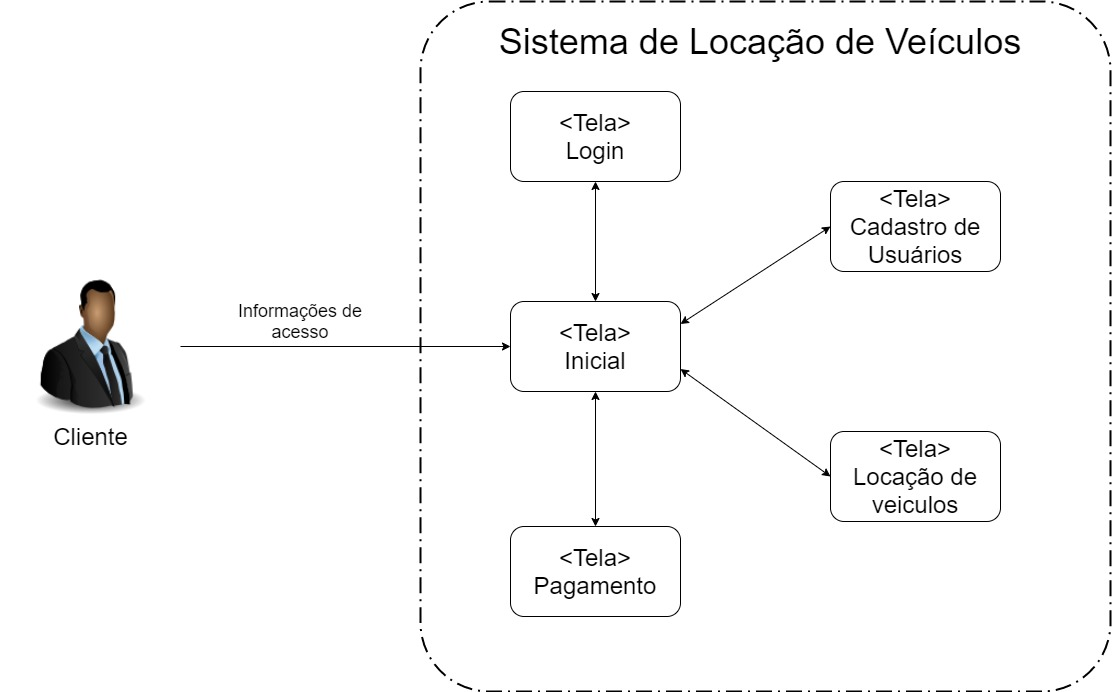 Sistema de Locação de Veículos
<Tela>
Login
<Tela>
Cadastro de
Usuários
Informações de
acesso
<Tela>
Inicial
Cliente
<Tela>
Locação de
veiculos
<Tela>
Pagamento